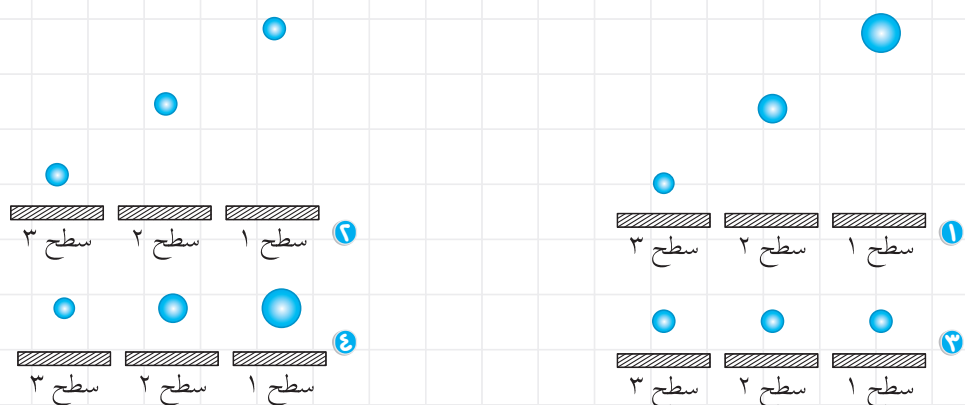 سطح ۱ سطح ۲ سطح ۳ ۱
سطح ۱ سطح ۲ سطح ۳ ۲
سطح ۱ سطح ۲ سطح ۳ ۳
سطح ۱ سطح ۲ سطح ۳ ٤